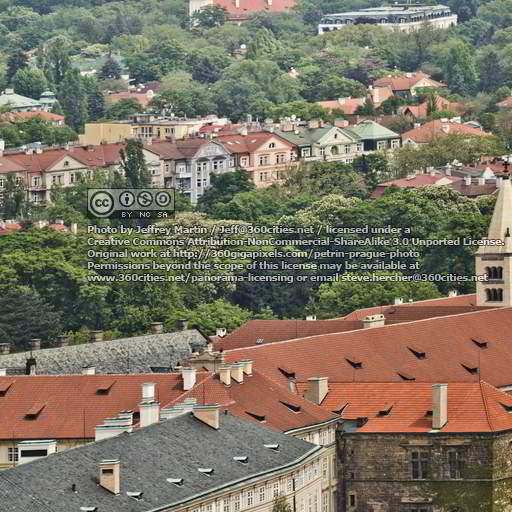 cc
BY NC SA
Photo by Jeffrey Martin / Jeff@360cities.net / licensed under a
Creative Commons Attribution-NonCommercial-ShareAlike 3.0 Unported License.
Original work at http://360gigapixels.com/petrin-prague-photo
Permissions beyond the scope of this license may be available at
www.360cities.net/panorama-licensing or email steve.hercher@360cities.net